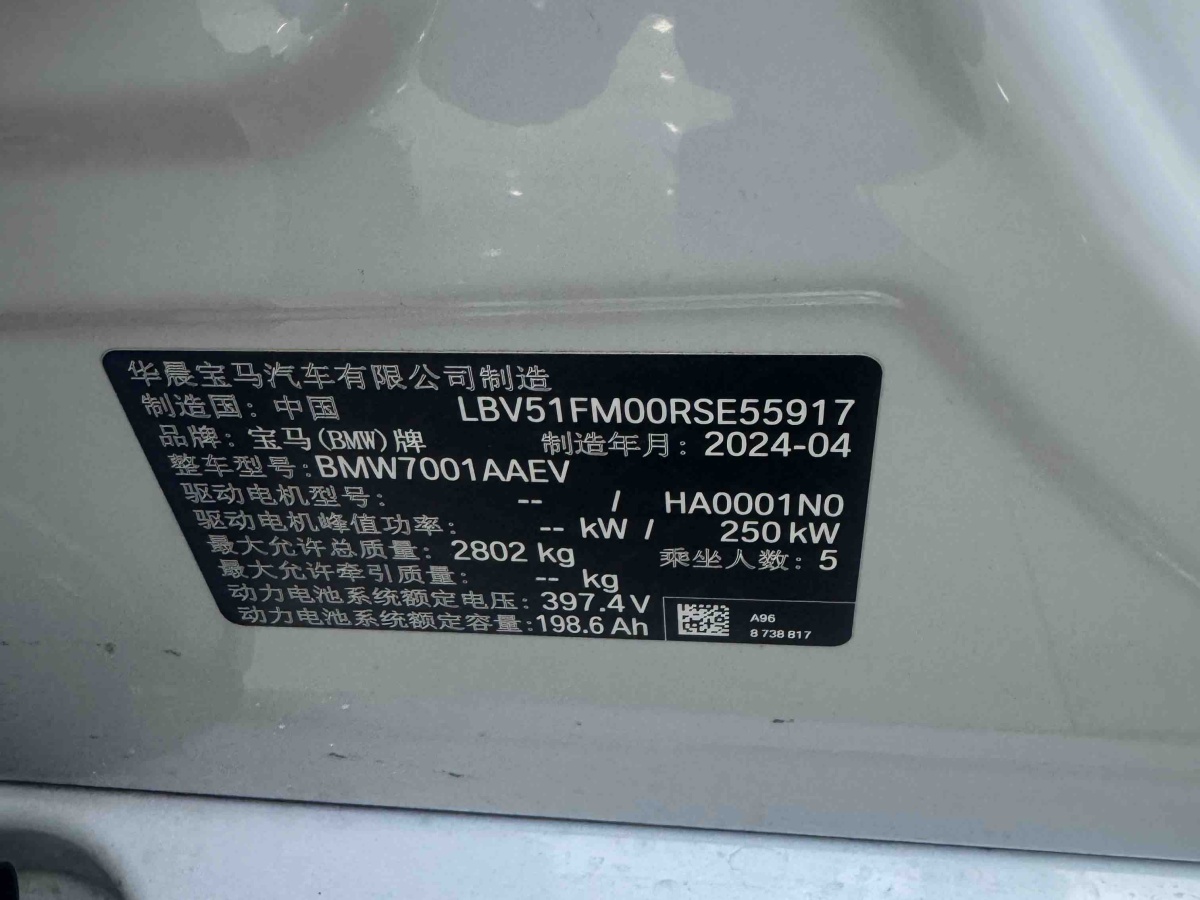 华晨宝马汽车有限公司制造
制造国：中国 LBV51FM00RSE55917
品牌：宝马(BMW)牌 制造年月：2024-04
整车型号：BMW7001AAEV
驱动电机型号： -- / HA0001N0
驱动电机峰值功率： -- kW / 250 kW
最大允许总质量：2802 kg 乘坐人数：5
最大允许牵引质量： -- kg
动力电池系统额定电压：397.4V
动力电池系统额定容量：198.6 Ah
A96
8 738 817